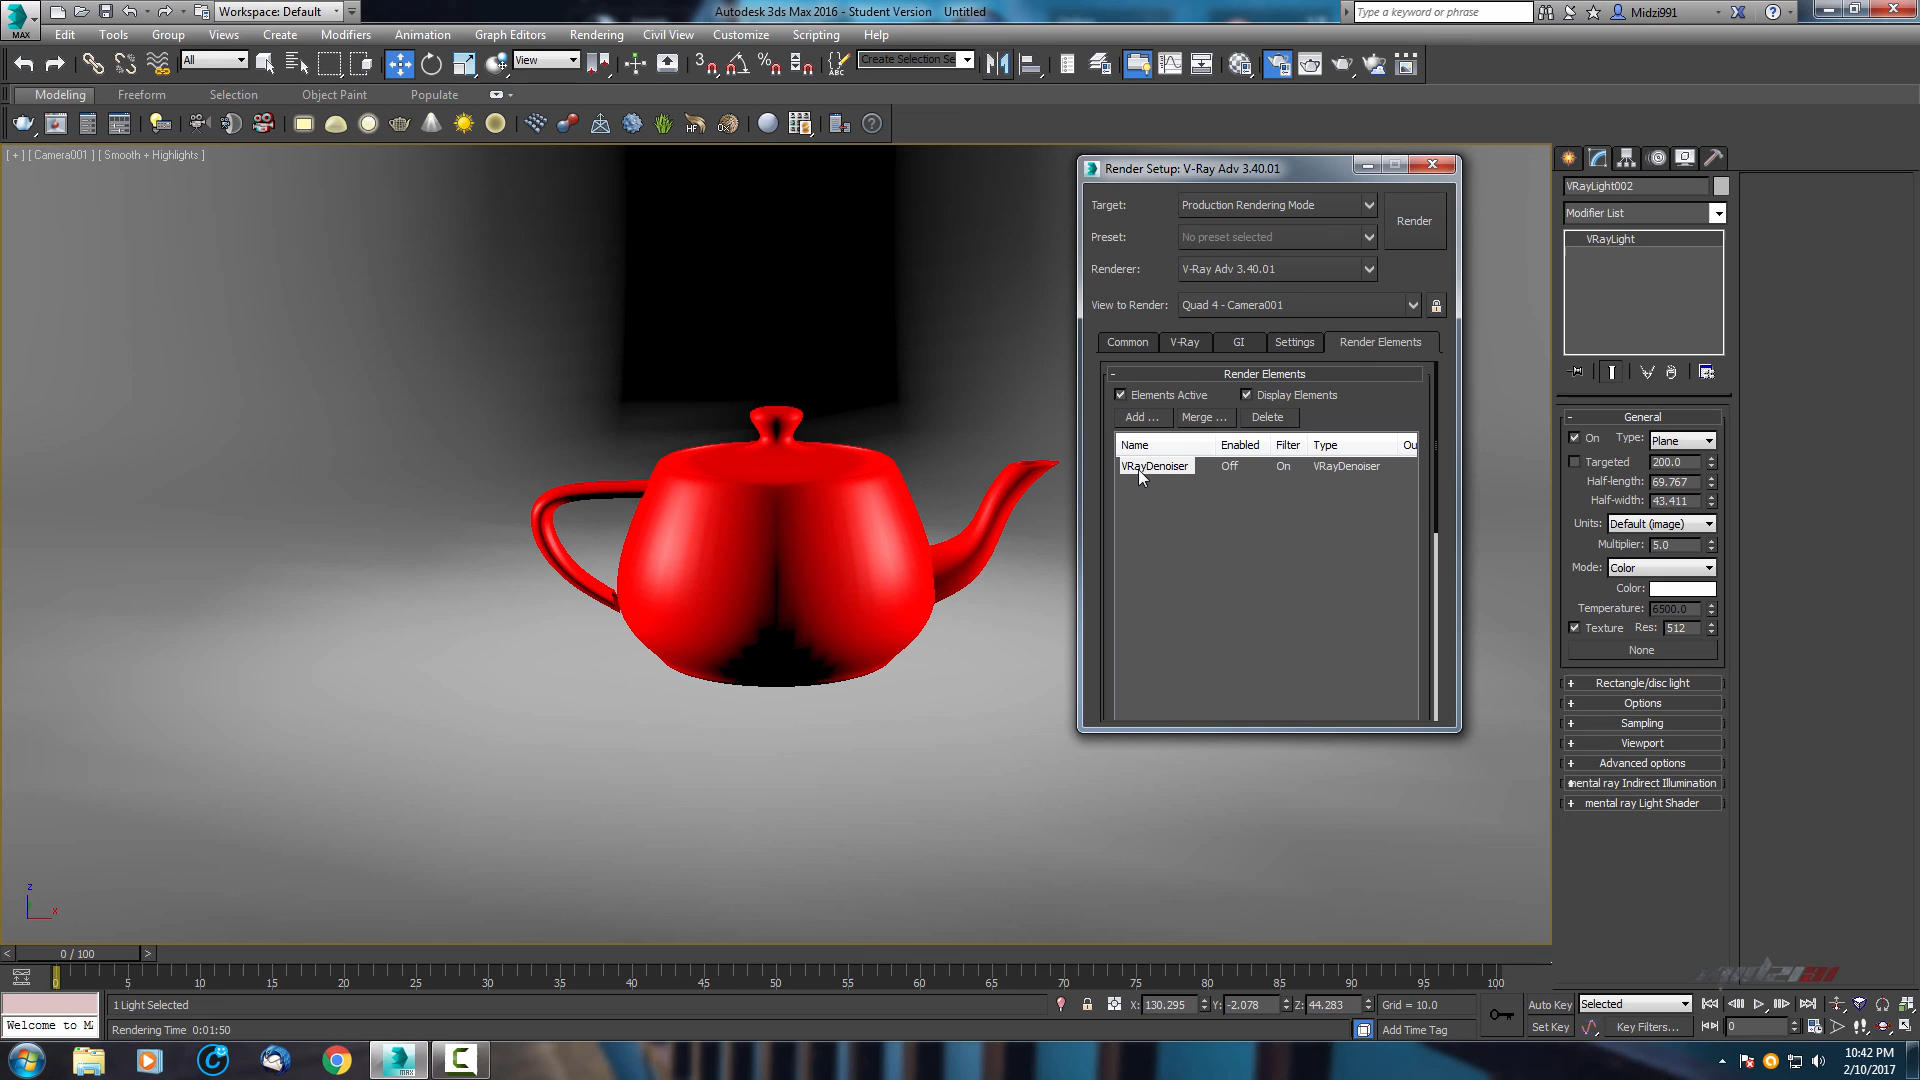 MAX
Workspace: Default
Autodesk 3ds Max 2016 - Student Version Untitled
Type a keyword or phrase
Midzi991
Edit Tools Group Views Create Modifiers Animation Graph Editors Rendering Civil View Customize Scripting Help
All
View
3
ABC
Create Selection Se
Modeling Freeform Selection Object Paint Populate
HF
[ + ] [ Camera001 ] [ Smooth + Highlights ]
Render Setup: V-Ray Adv 3.40.01
Target: Production Rendering Mode
Render
Preset: No preset selected
Renderer: V-Ray Adv 3.40.01
View to Render: Quad 4 - Camera001
Common V-Ray GI Settings Render Elements
- Render Elements
Elements Active Display Elements
Add ... Merge ... Delete
Name Enabled Filter Type Ou
VRayDenoiser Off On VRayDenoiser
VRayLight002
Modifier List
VRayLight
- General
On Type: Plane
Targeted 200.0
Half-length: 69.767
Half-width: 43.411
Units: Default (image)
Multiplier: 5.0
Mode: Color
Color:
Temperature: 6500.0
Texture Res: 512
None
+ Rectangle/disc light
+ Options
+ Sampling
+ Viewport
+ Advanced options
+ mental ray Indirect Illumination
+ mental ray Light Shader
z
x
< 0 / 100 >
0 5 10 15 20 25 30 35 40 45 50 55 60 65 70 75 80 85 90 95 100
1 Light Selected
X: 130.295 Y: -2.078 Z: 44.283 Grid = 10.0
Auto Key Selected
Welcome to M
Rendering Time 0:01:50
Add Time Tag
Set Key Key Filters... 0
MAX
10:42 PM
2/10/2017